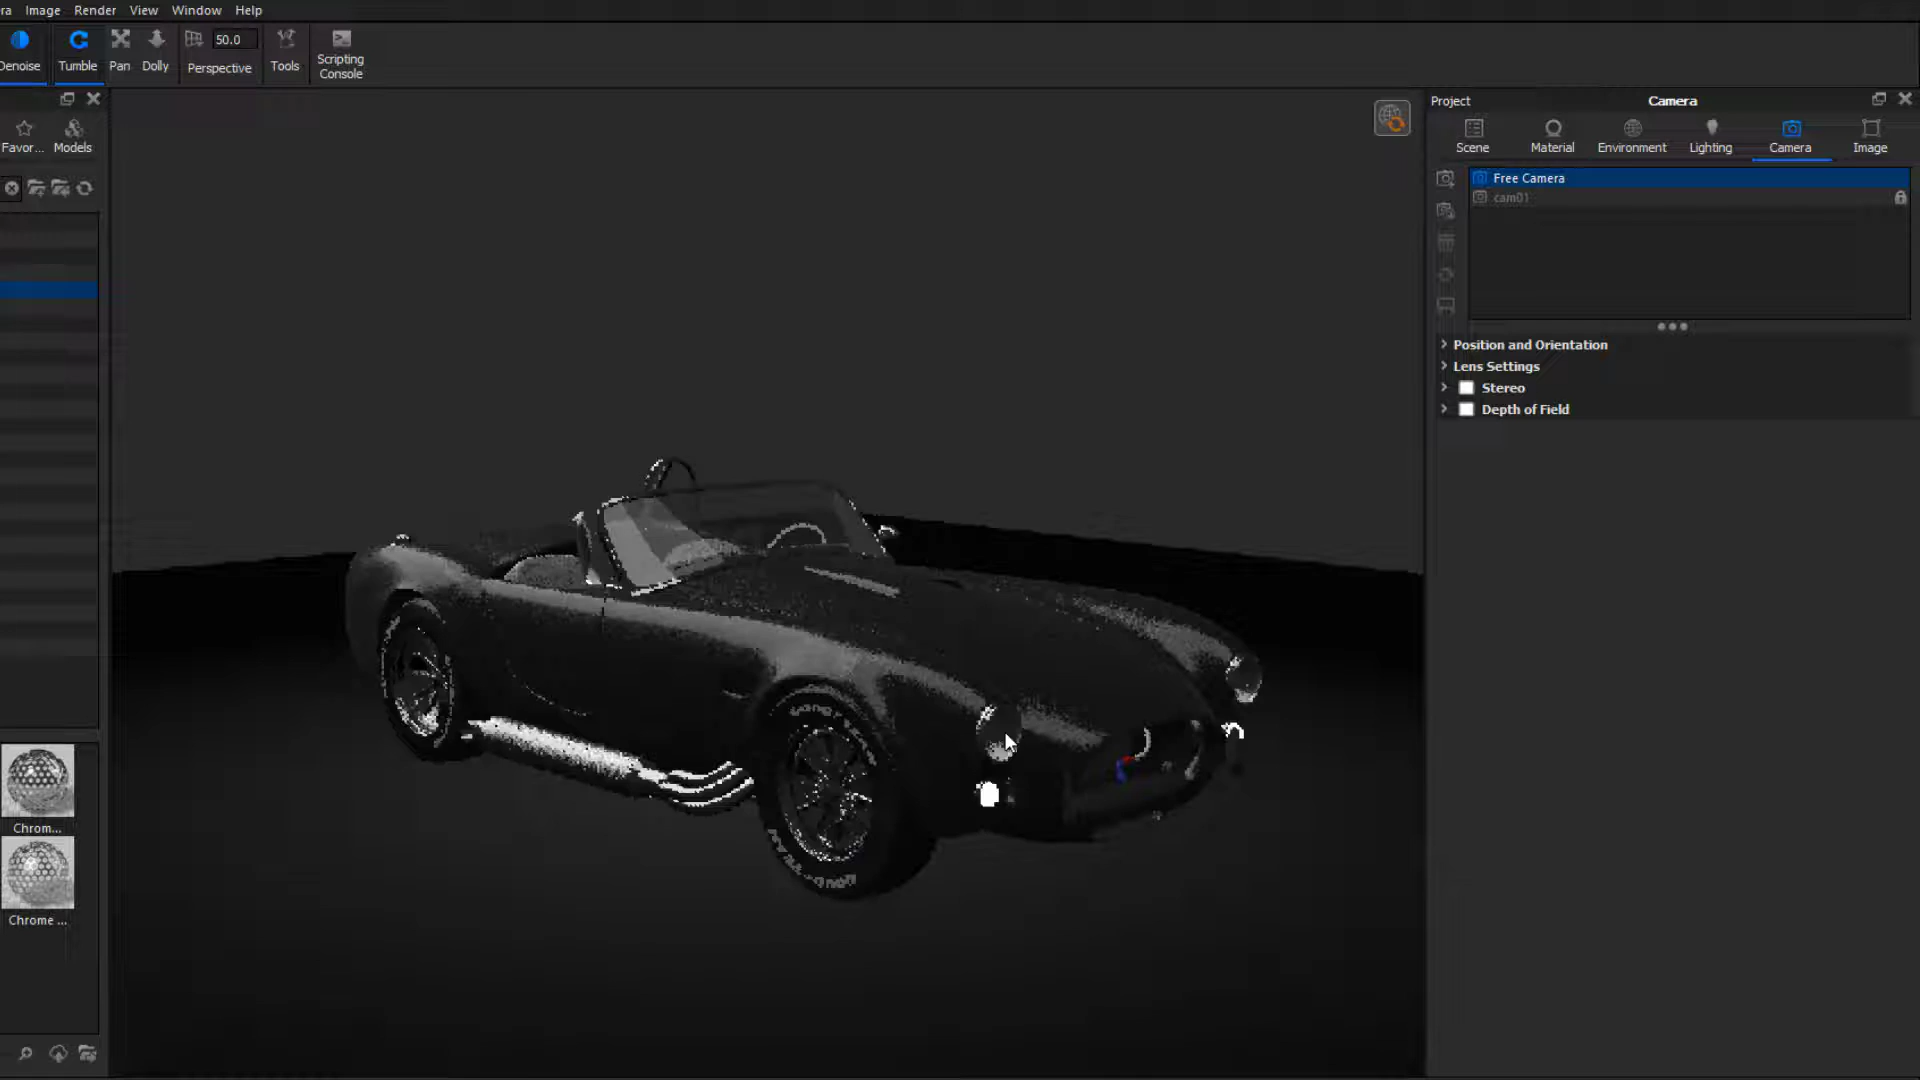 ra Image Render View Window Help
50.0
Denoise Tumble Pan Dolly Perspective Tools Scripting Console
Project Camera
Favor... Models
Scene Material Environment Lighting Camera Image
Free Camera
cam01
Position and Orientation
Lens Settings
Stereo
Depth of Field
Chrom...
Chrome ...